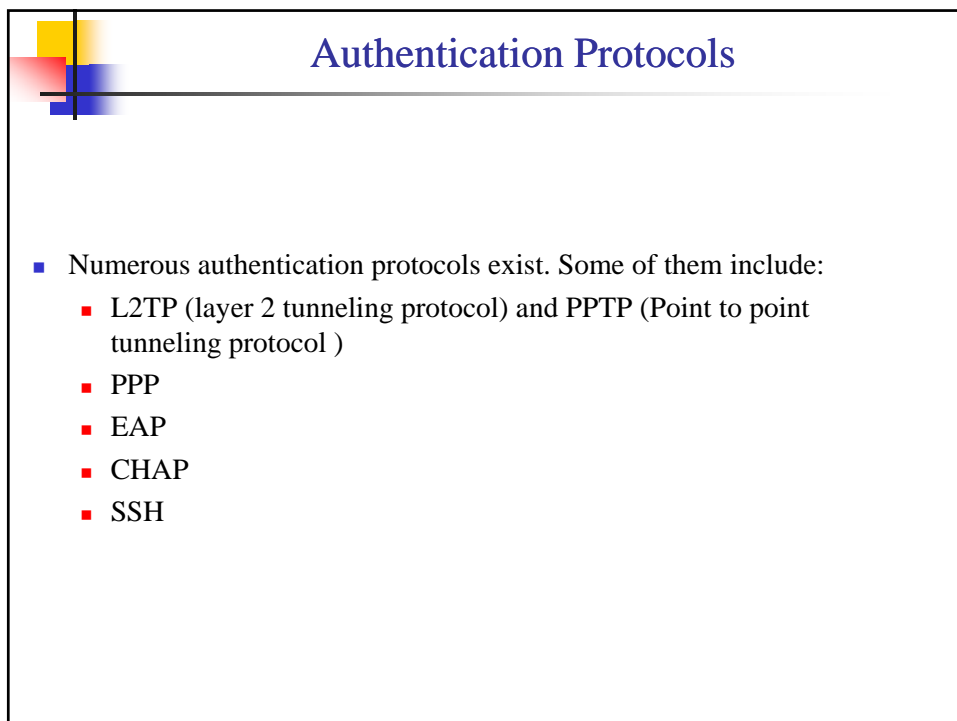 Authentication Protocols
Numerous authentication protocols exist. Some of them include:
L2TP (layer 2 tunneling protocol) and PPTP (Point to point
tunneling protocol )
PPP
EAP
CHAP
SSH